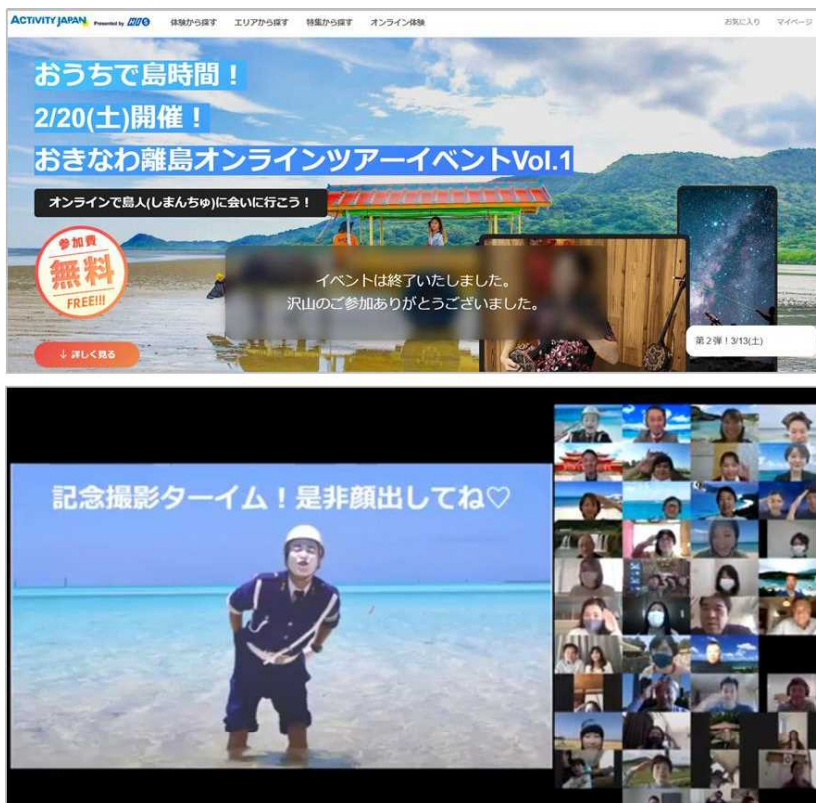 ACTIVITY JAPAN Presented by HIS 体験から探す エリアから探す 特集から探す オンライン体験 お気に入り マイページ
おうちで島時間！
2/20(土)開催！
おきなわ離島オンラインツアーイベントVol.1
オンラインで島人(しまんちゅ)に会いに行こう！
参加費
無料
FREE!!!
イベントは終了いたしました。
沢山のご参加ありがとうございました。
↓ 詳しく見る
第２弾！3/13(土)
記念撮影ターイム！是非顔出してね♡